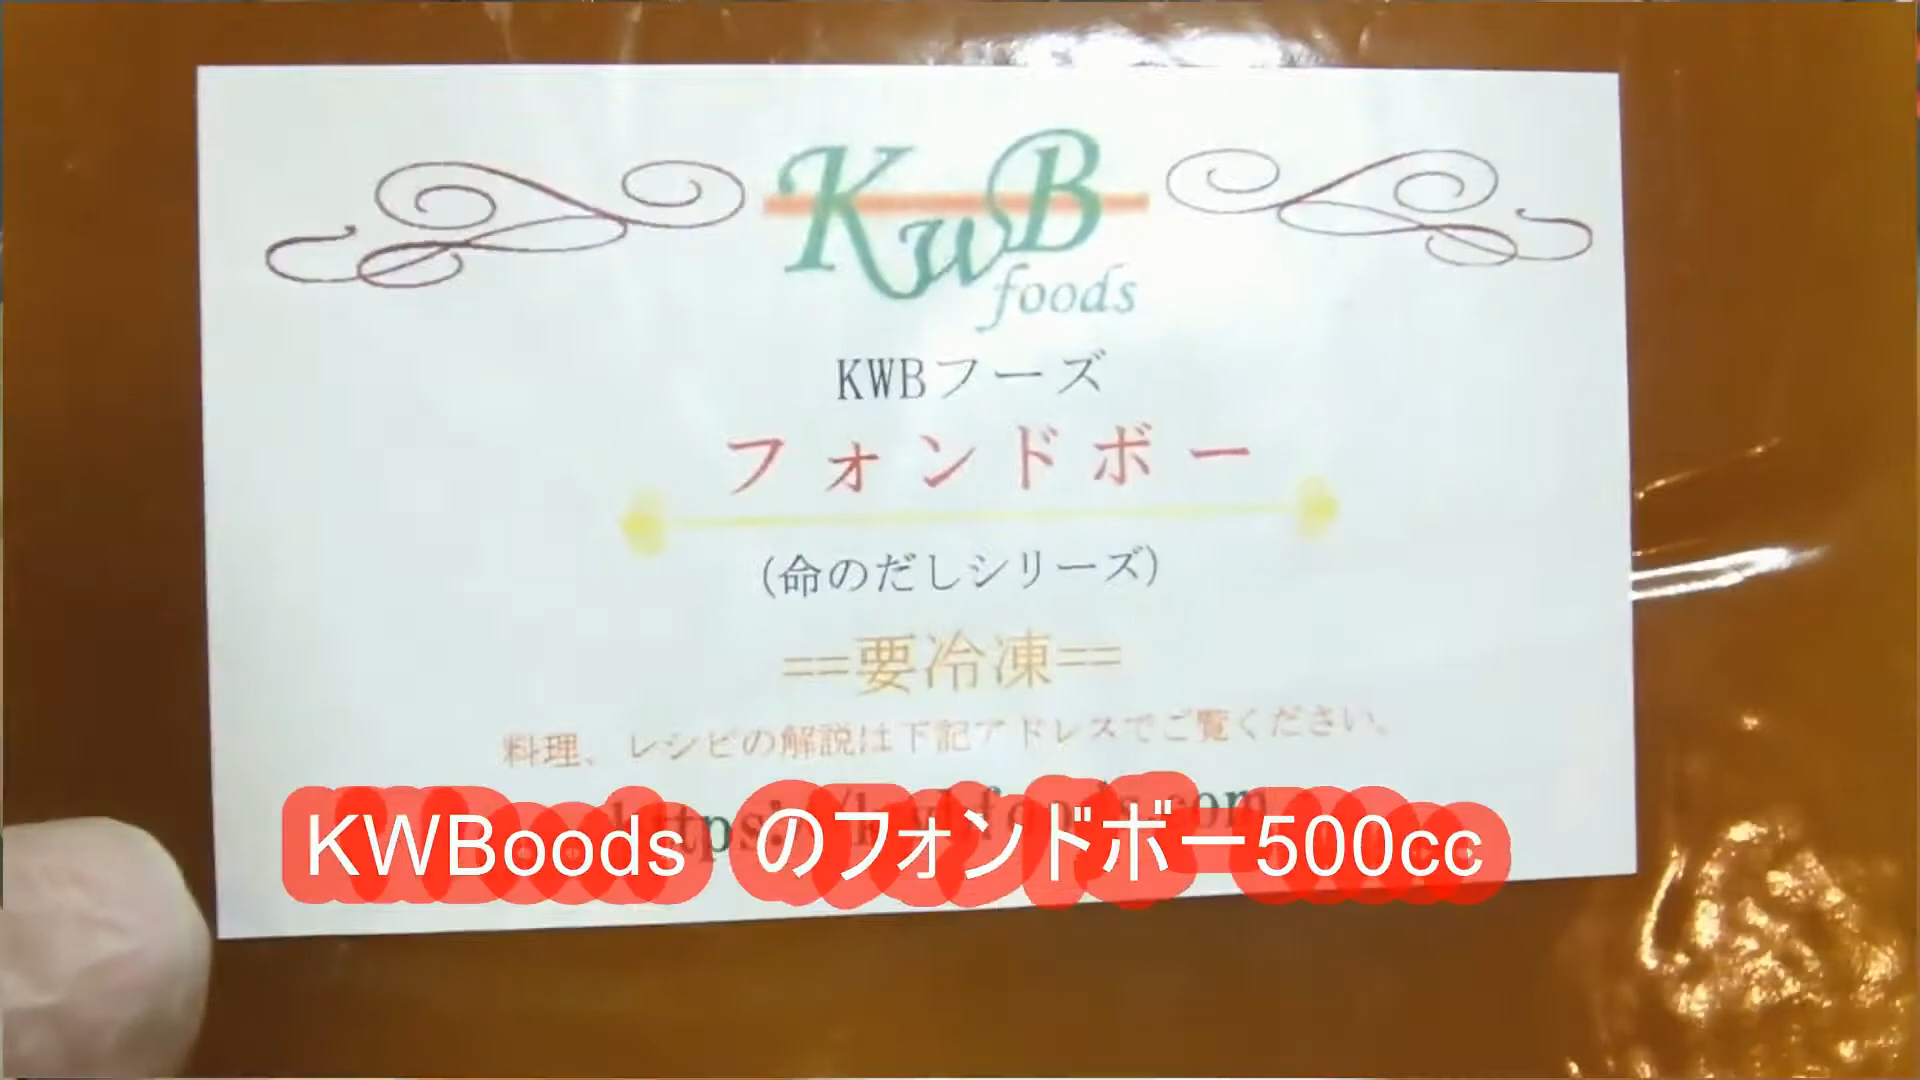 KWB
foods
KWBフーズ
フォンドボー
(命のだしシリーズ)
==要冷凍==
料理、レシピの解説は下記アドレスでご覧ください。
KWBoods のフォンドボー500cc